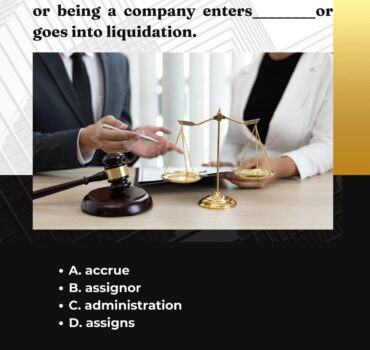 or being a company enters________or
goes into liquidation.
• A. accrue
• B. assignor
• C. administration
• D. assigns